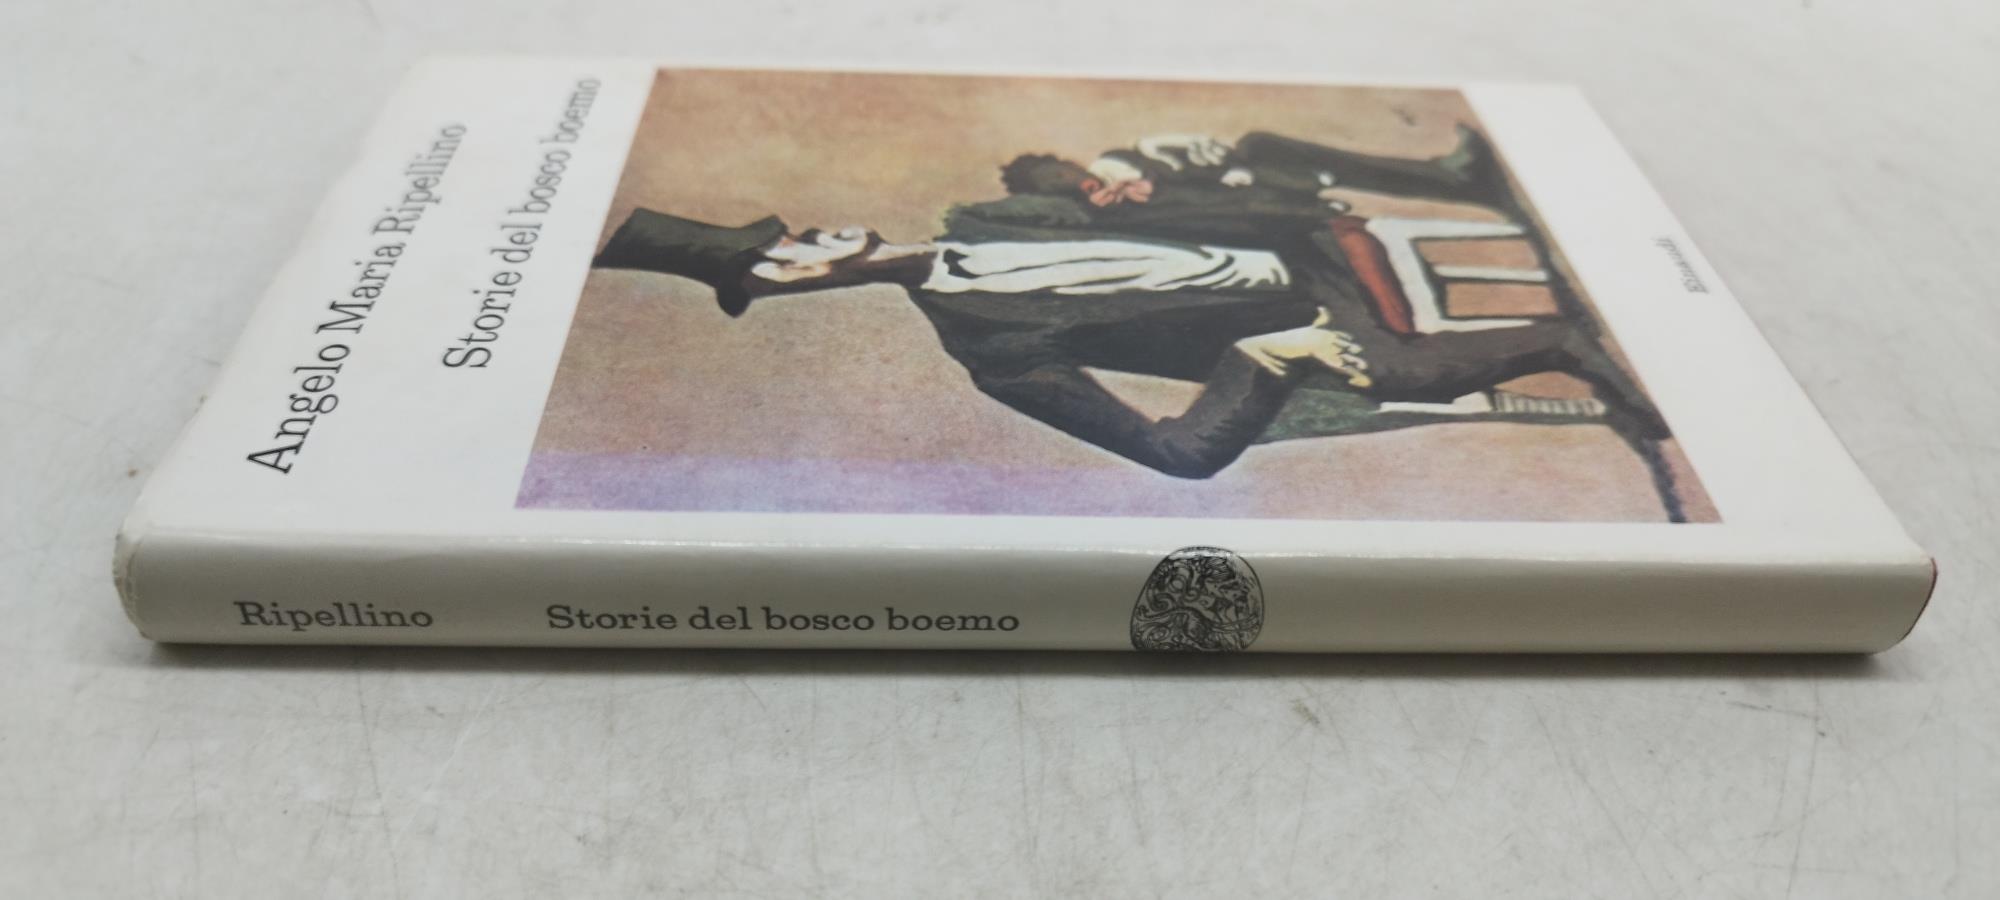 Angelo Maria Ripellino
Storie del bosco boemo
Einaudi
Ripellino Storie del bosco boemo